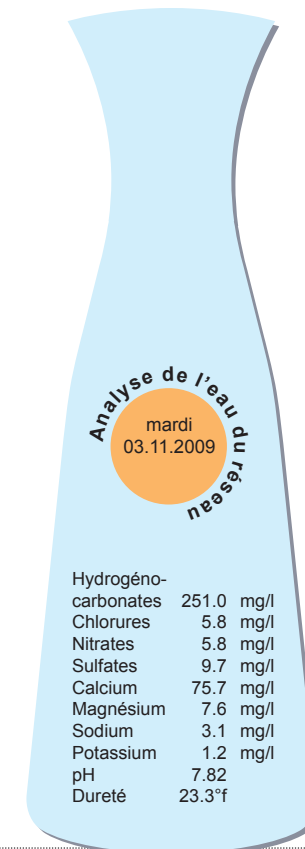 Analyse de l'eau du réseau
mardi
03.11.2009
Hydrogéno-
carbonates 251.0 mg/l
Chlorures 5.8 mg/l
Nitrates 5.8 mg/l
Sulfates 9.7 mg/l
Calcium 75.7 mg/l
Magnésium 7.6 mg/l
Sodium 3.1 mg/l
Potassium 1.2 mg/l
pH 7.82
Dureté 23.3°f